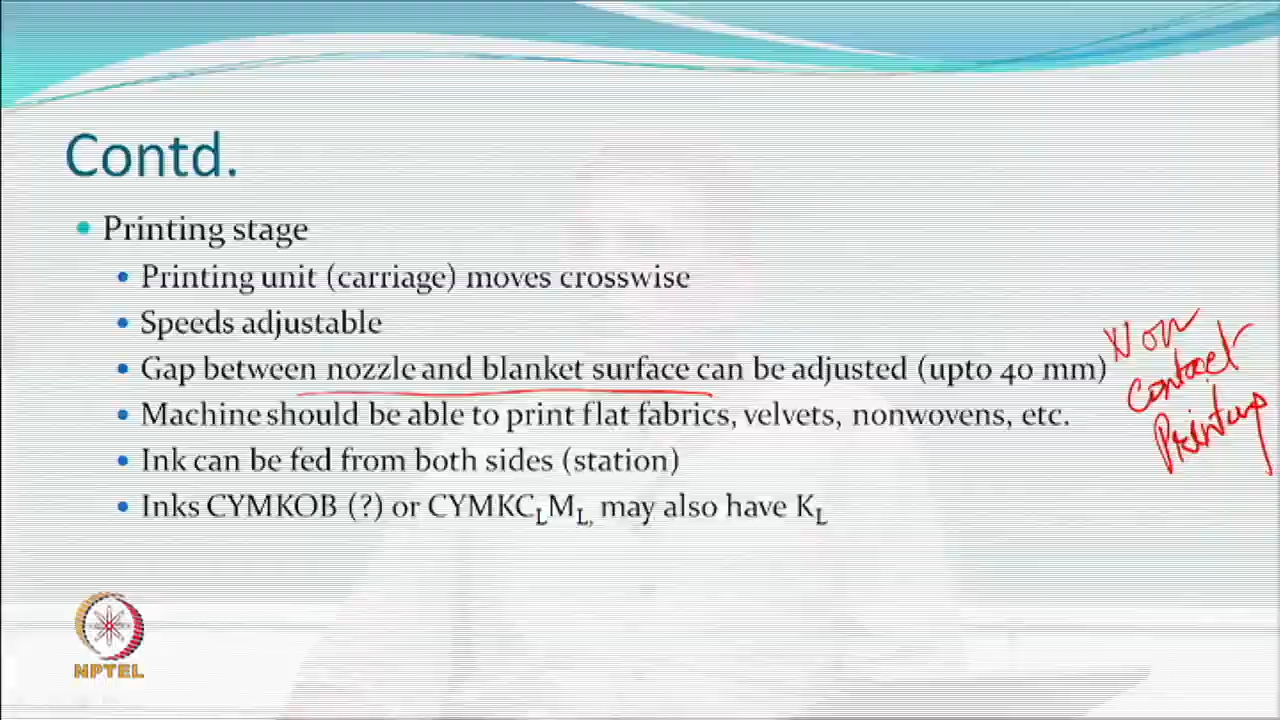 Contd.
Printing stage
Printing unit (carriage) moves crosswise
Speeds adjustable
Gap between nozzle and blanket surface can be adjusted (upto 40 mm)
Non
Contact
Printing
Machine should be able to print flat fabrics, velvets, nonwovens, etc.
Ink can be fed from both sides (station)
Inks CYMKOB (?) or CYMKC_LM_L, may also have K_L
NPTEL